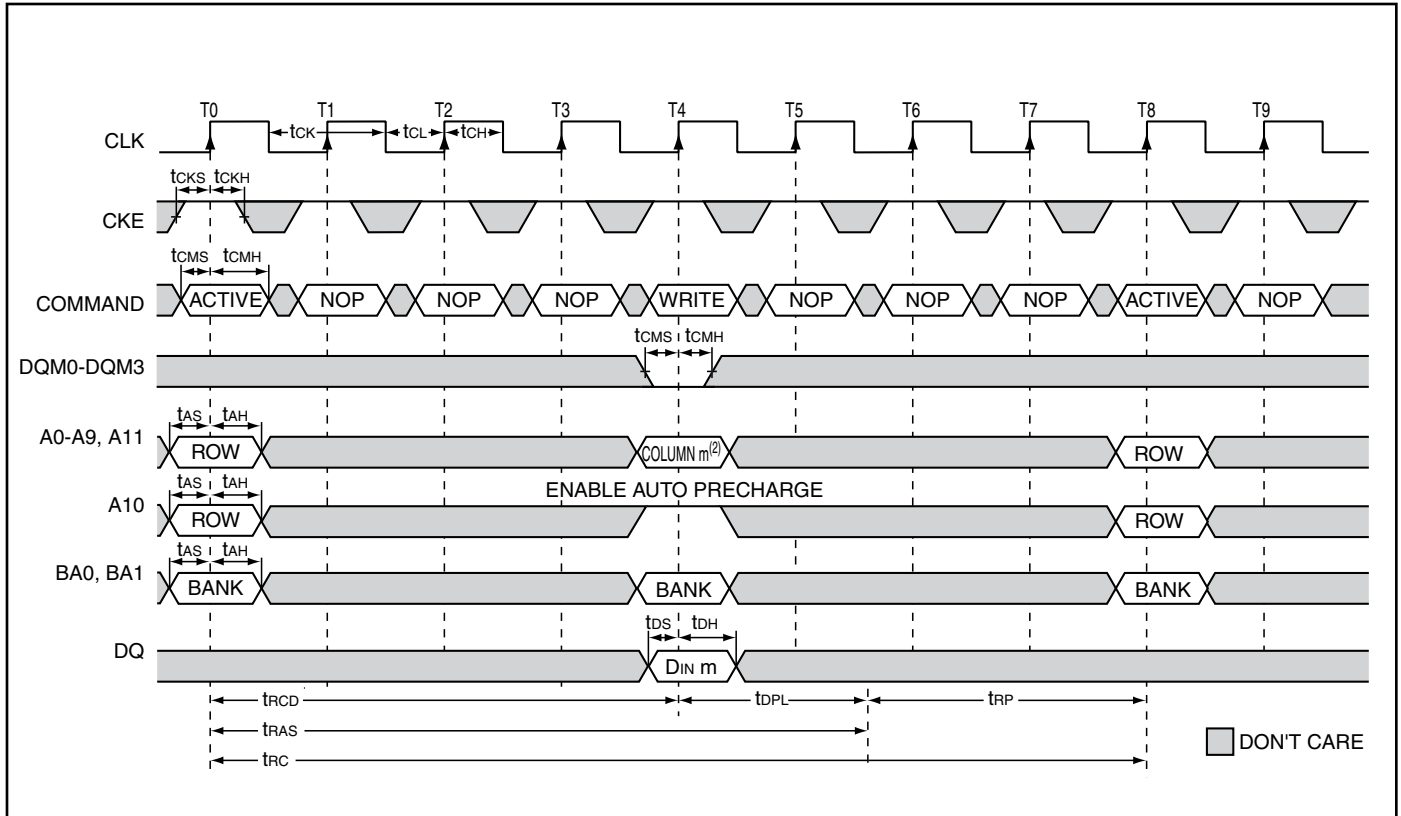 T0 T1 T2 T3 T4 T5 T6 T7 T8 T9
CLK tCK tCL tCH
tCKS tCKH
CKE
tCMS tCMH
COMMAND ACTIVE NOP NOP NOP WRITE NOP NOP NOP ACTIVE NOP
tCMS tCMH
DQM0-DQM3
tAS tAH
A0-A9, A11 ROW COLUMN m(2) ROW
tAS tAH ENABLE AUTO PRECHARGE
A10 ROW ROW
tAS tAH
BA0, BA1 BANK BANK BANK
tDS tDH
DQ DIN m
tRCD tDPL tRP
tRAS
DON'T CARE
tRC